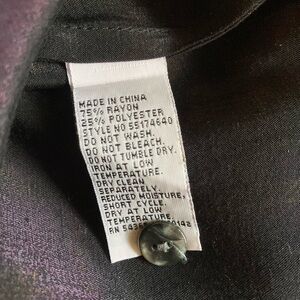 MADE IN CHINA
75% RAYON
25% POLYESTER
STYLE NO 55174640
DO NOT WASH.
DO NOT BLEACH.
DO NOT TUMBLE DRY.
IRON AT LOW
TEMPERATURE.
DRY CLEAN
SEPARATELY.
REDUCED MOISTURE,
SHORT CYCLE.
DRY AT LOW
TEMPERATURE.
RN